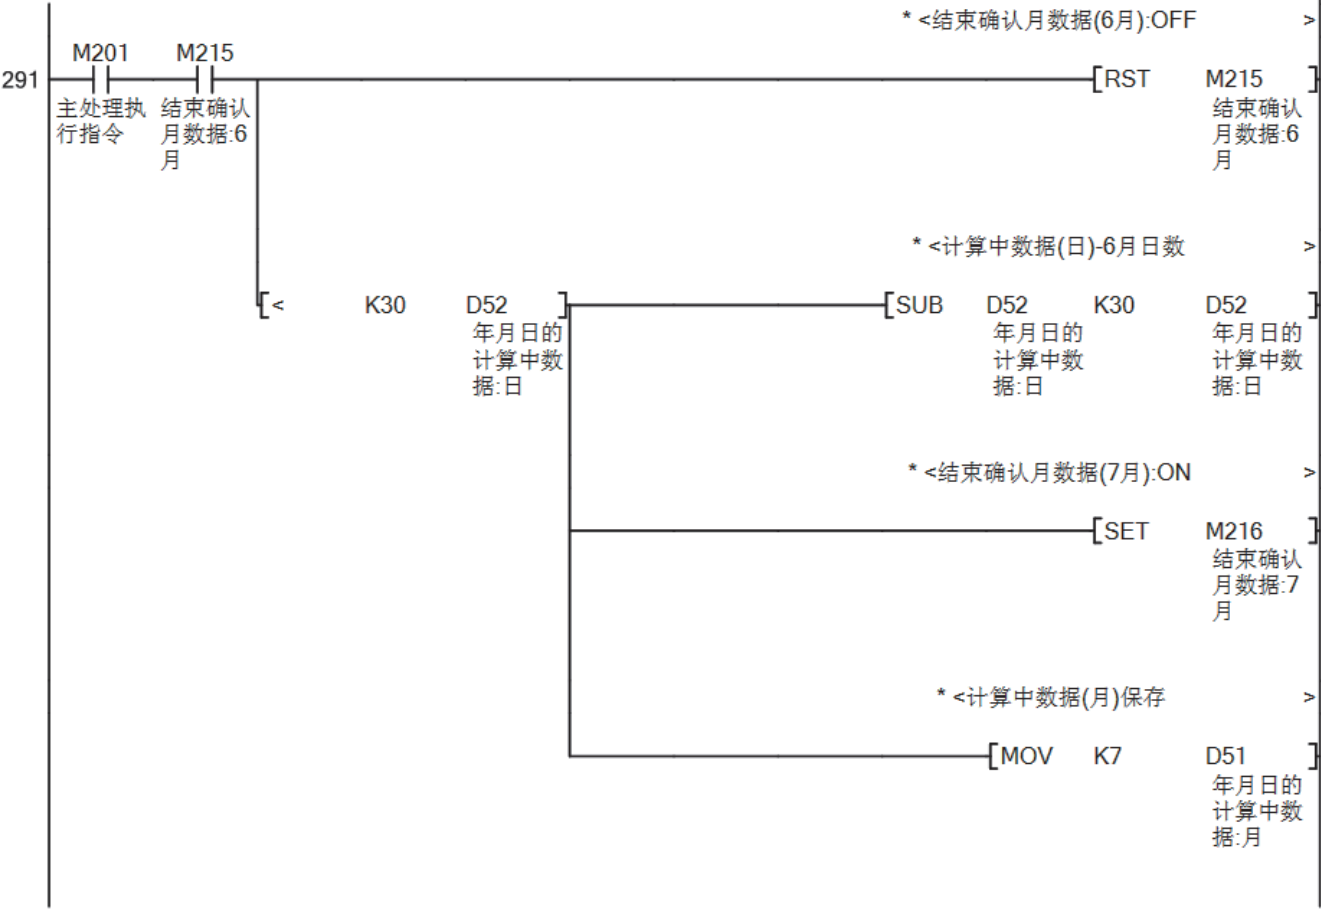 * <结束确认月数据(6月):OFF >
M201 M215
291 [RST M215 ]
主处理执 结束确认 结束确认
行指令 月数据:6 月数据:6
月 月
* <计算中数据(日)-6月日数 >
[< K30 D52 ] [SUB D52 K30 D52 ]
年月日的 年月日的 年月日的
计算中数 计算中数 计算中数
据:日 据:日 据:日
* <结束确认月数据(7月):ON >
[SET M216 ]
结束确认
月数据:7
月
* <计算中数据(月)保存 >
[MOV K7 D51 ]
年月日的
计算中数
据:月